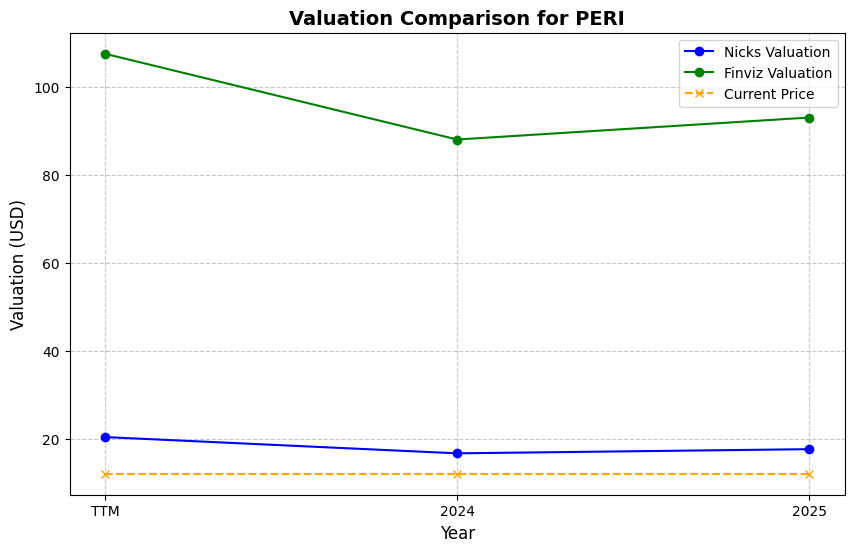 Valuation Comparison for PERI
Nicks Valuation
Finviz Valuation
Current Price
Valuation (USD)
100
80
60
40
20
TTM
2024
2025
Year